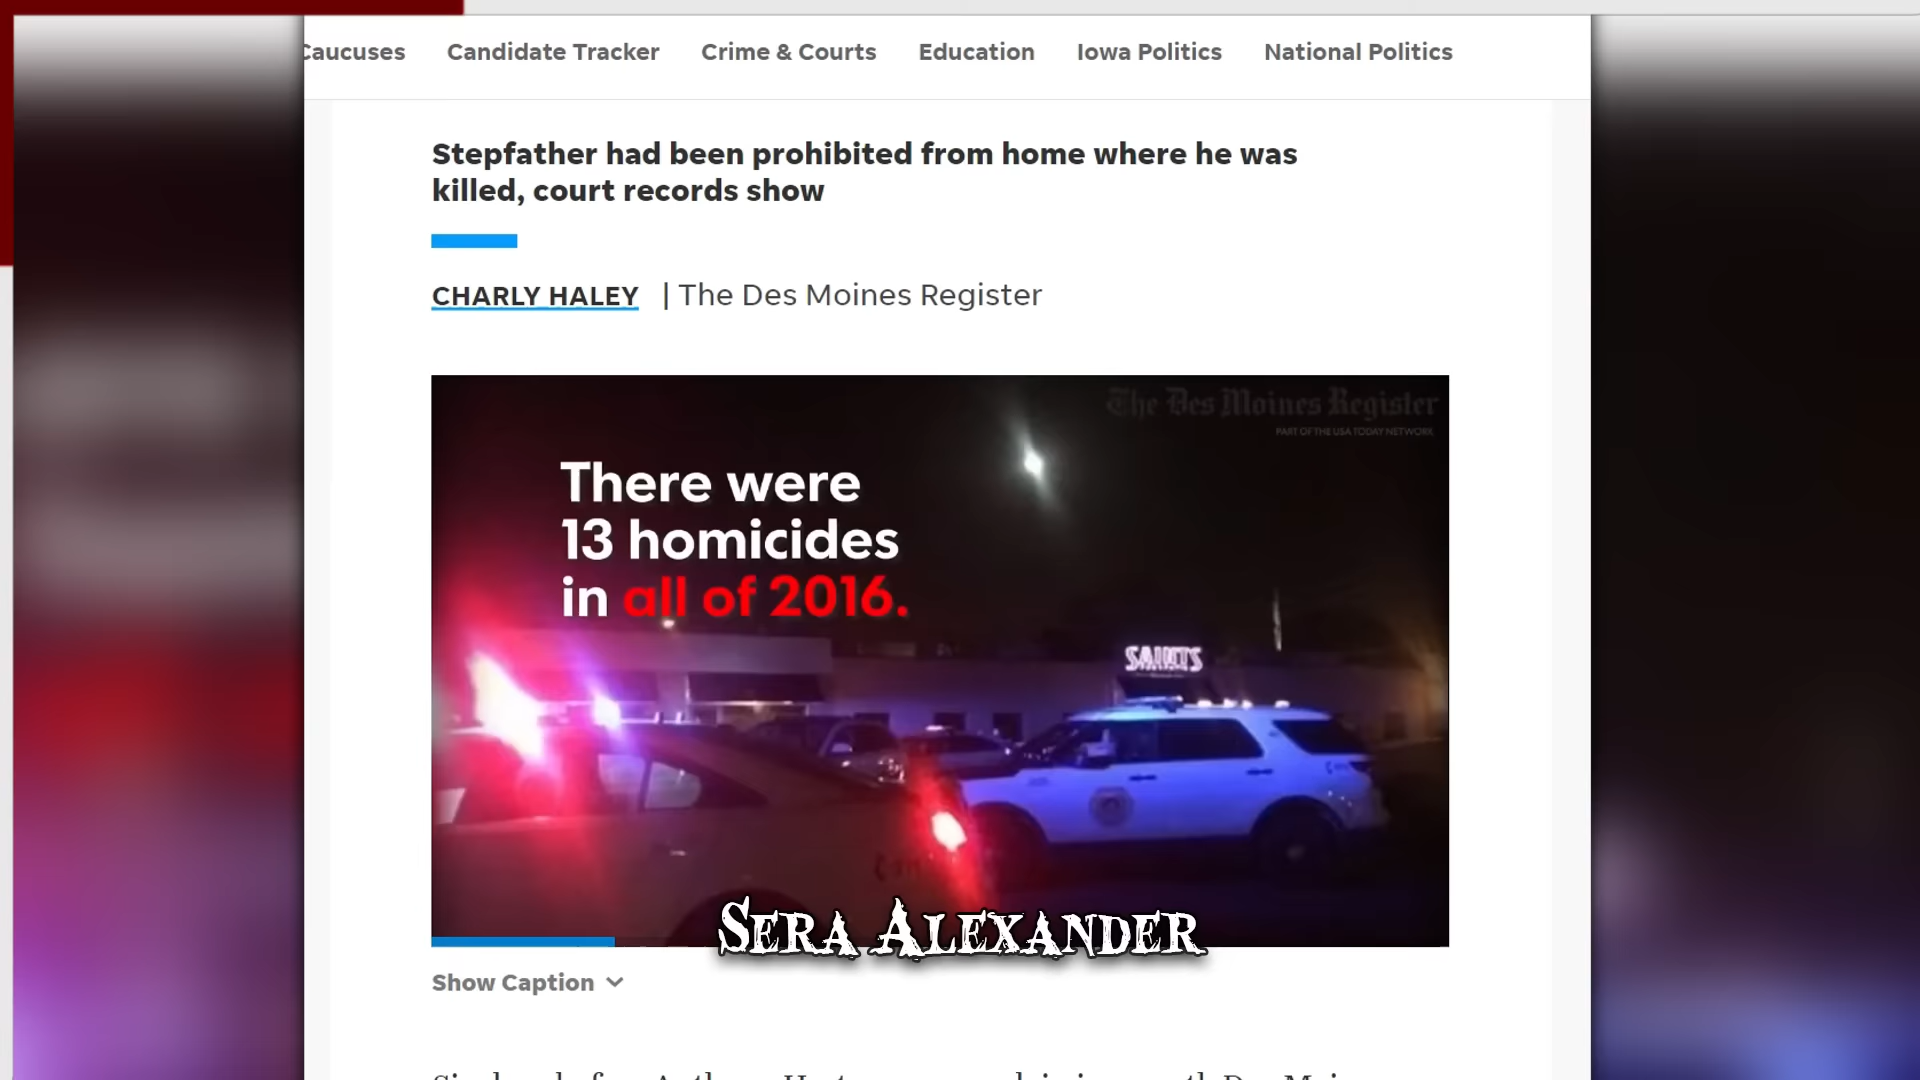 Caucuses Candidate Tracker Crime & Courts Education Iowa Politics National Politics
Stepfather had been prohibited from home where he was
killed, court records show
CHARLY HALEY | The Des Moines Register
The Des Moines Register
PART OF THE USA TODAY NETWORK
There were
13 homicides
in all of 2016.
SAINTS
SERA ALEXANDER
Show Caption